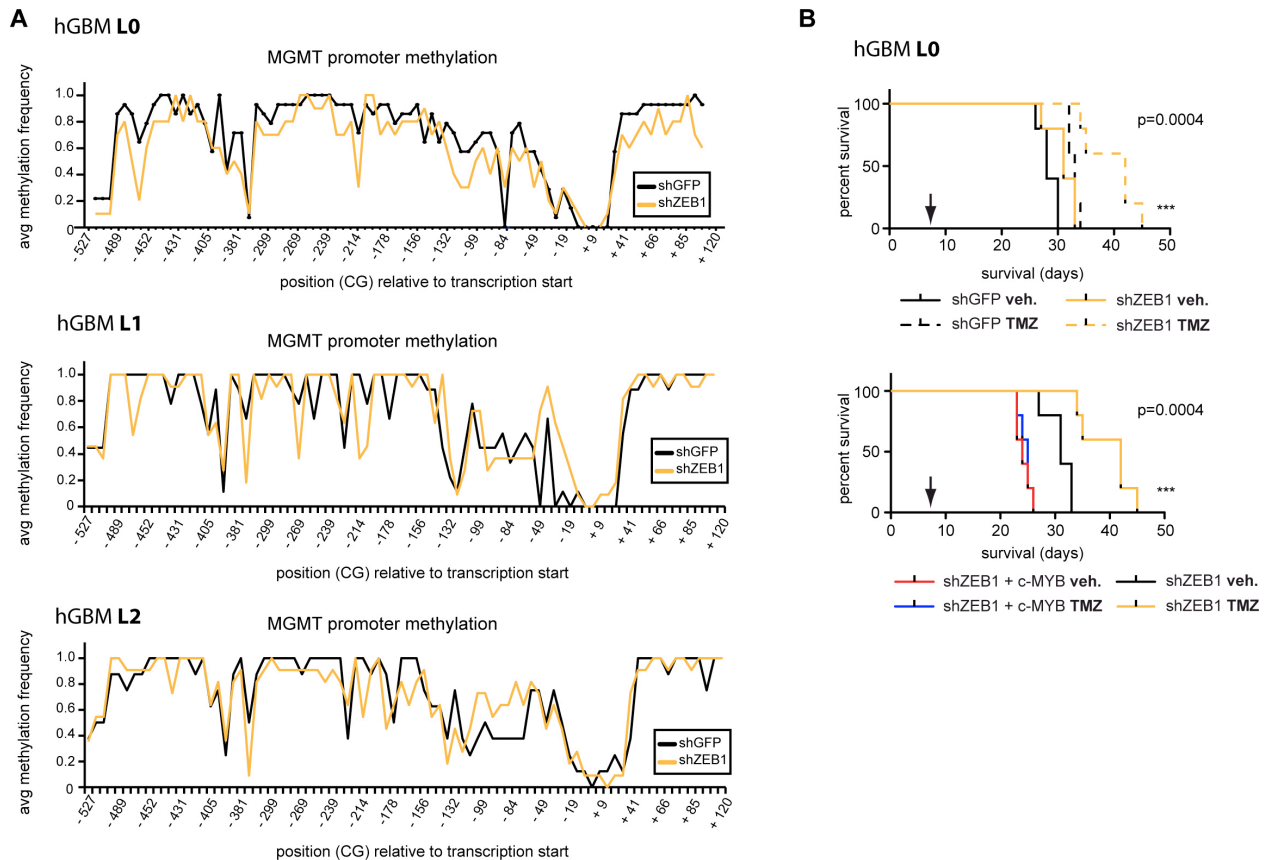 A
hGBM L0
MGMT promoter methylation
avg methylation frequency
1.0
0.8
0.6
0.4
0.2
0
shGFP
shZEB1
- 527
- 489
- 452
- 431
- 405
- 381
- 299
- 269
- 239
- 214
- 178
- 156
- 132
- 99
- 84
- 49
- 19
+ 9
+ 41
+ 66
+ 85
+ 120
position (CG) relative to transcription start
hGBM L1
MGMT promoter methylation
avg methylation frequency
1.0
0.8
0.6
0.4
0.2
0
shGFP
shZEB1
- 527
- 489
- 452
- 431
- 405
- 381
- 299
- 269
- 239
- 214
- 178
- 156
- 132
- 99
- 84
- 49
- 19
+ 9
+ 41
+ 66
+ 85
+ 120
position (CG) relative to transcription start
hGBM L2
MGMT promoter methylation
avg methylation frequency
1.0
0.8
0.6
0.4
0.2
0
shGFP
shZEB1
- 527
- 489
- 452
- 431
- 405
- 381
- 299
- 269
- 239
- 214
- 178
- 156
- 132
- 99
- 84
- 49
- 19
+ 9
+ 41
+ 66
+ 85
+ 120
position (CG) relative to transcription start
B
hGBM L0
percent survival
100
50
0
p=0.0004
***
0 10 20 30 40 50
survival (days)
shGFP veh. shZEB1 veh.
shGFP TMZ shZEB1 TMZ
percent survival
100
50
0
p=0.0004
***
0 10 20 30 40 50
survival (days)
shZEB1 + c-MYB veh. shZEB1 veh.
shZEB1 + c-MYB TMZ shZEB1 TMZ